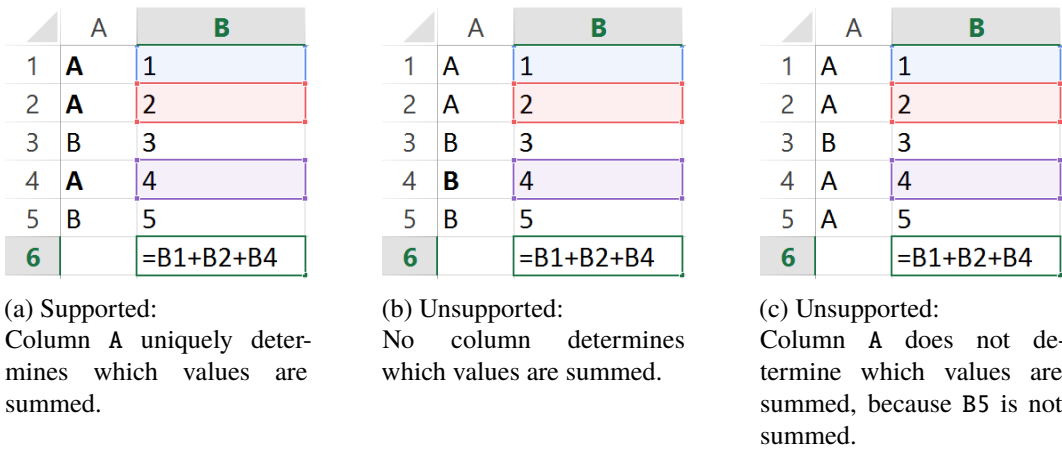 A B
1 A 1
2 A 2
3 B 3
4 A 4
5 B 5
6 =B1+B2+B4
(a) Supported:
Column A uniquely deter-
mines which values are
summed.
A B
1 A 1
2 A 2
3 B 3
4 B 4
5 B 5
6 =B1+B2+B4
(b) Unsupported:
No column determines
which values are summed.
A B
1 A 1
2 A 2
3 B 3
4 A 4
5 A 5
6 =B1+B2+B4
(c) Unsupported:
Column A does not de-
termine which values are
summed, because B5 is not
summed.